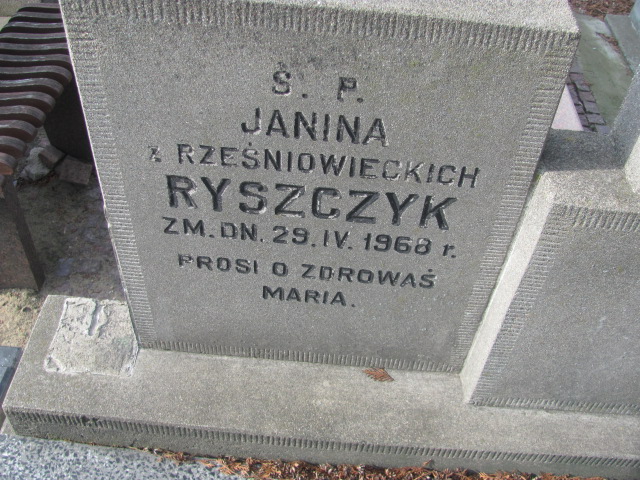 Ś. P.
JANINA
z RZEŚNIOWIECKICH
RYSZCZYK
ZM. DN. 29. IV. 1968 r.
PROSI O ZDROWAŚ
MARIA.